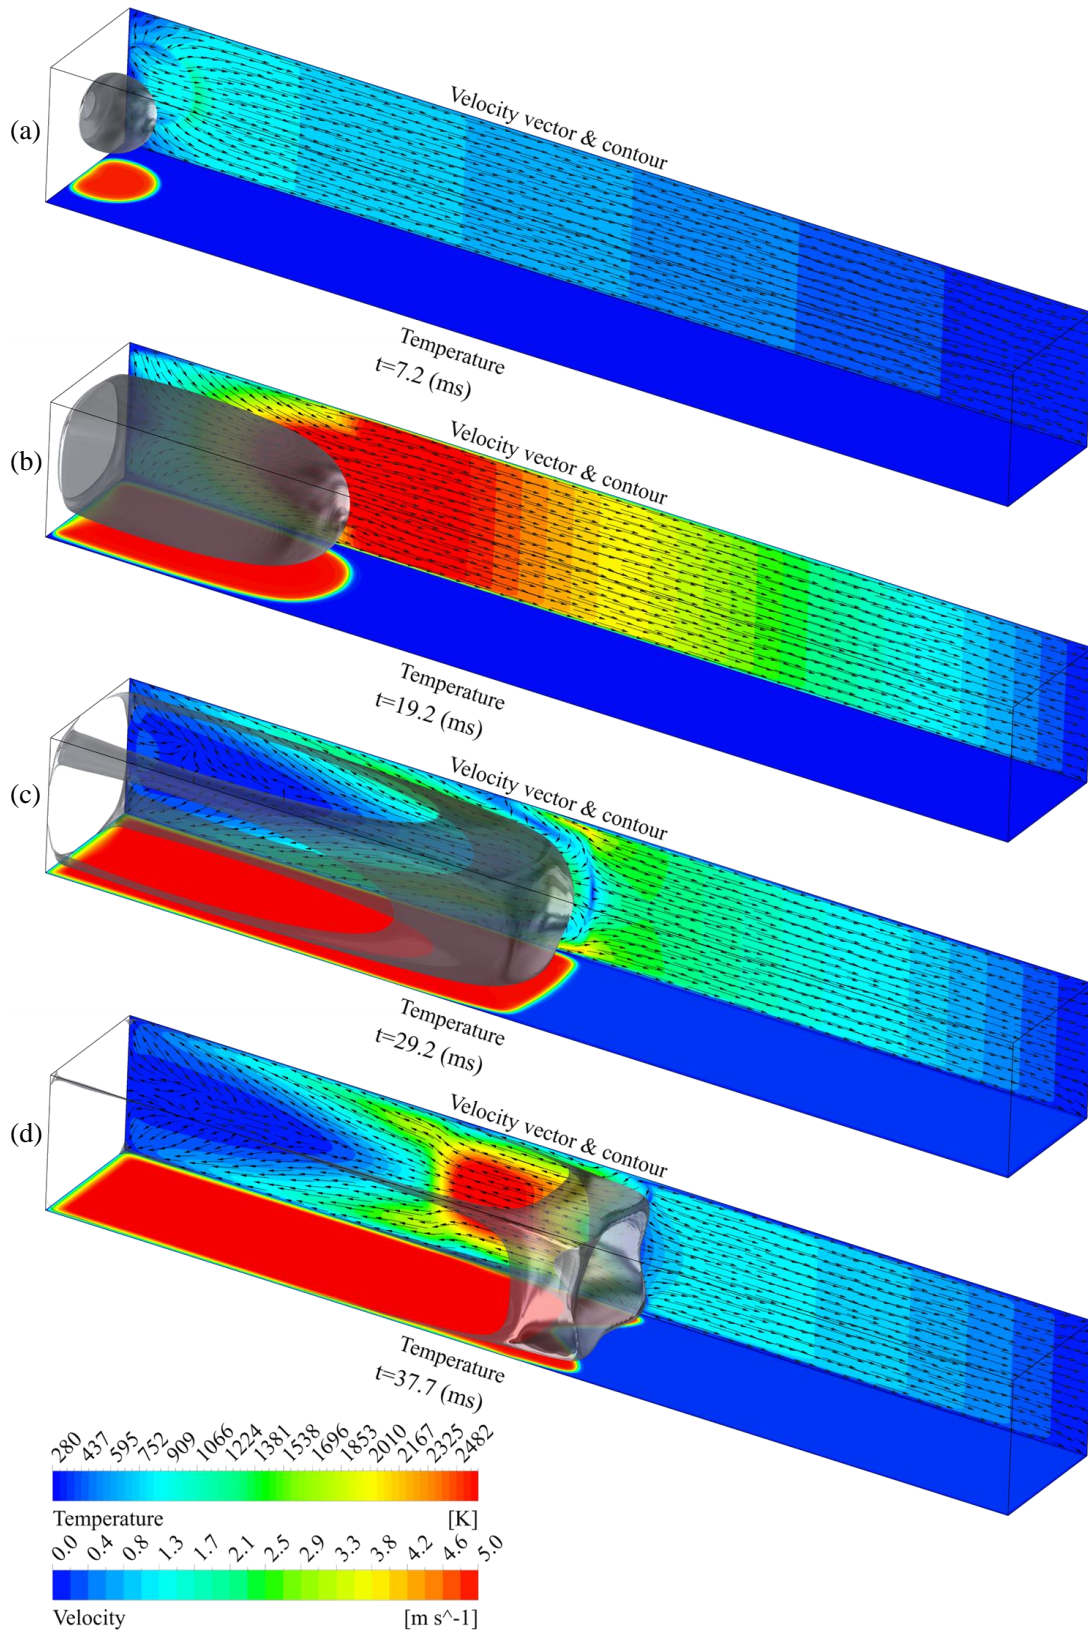 (a)
Velocity vector & contour
Temperature
t=7.2 (ms)
(b)
Velocity vector & contour
Temperature
t=19.2 (ms)
(c)
Velocity vector & contour
Temperature
t=29.2 (ms)
(d)
Velocity vector & contour
Temperature
t=37.7 (ms)
280 437 595 752 909 1066 1224 1381 1538 1696 1853 2010 2167 2325 2482
Temperature [K]
0.0 0.4 0.8 1.3 1.7 2.1 2.5 2.9 3.3 3.8 4.2 4.6 5.0
Velocity [m s^-1]